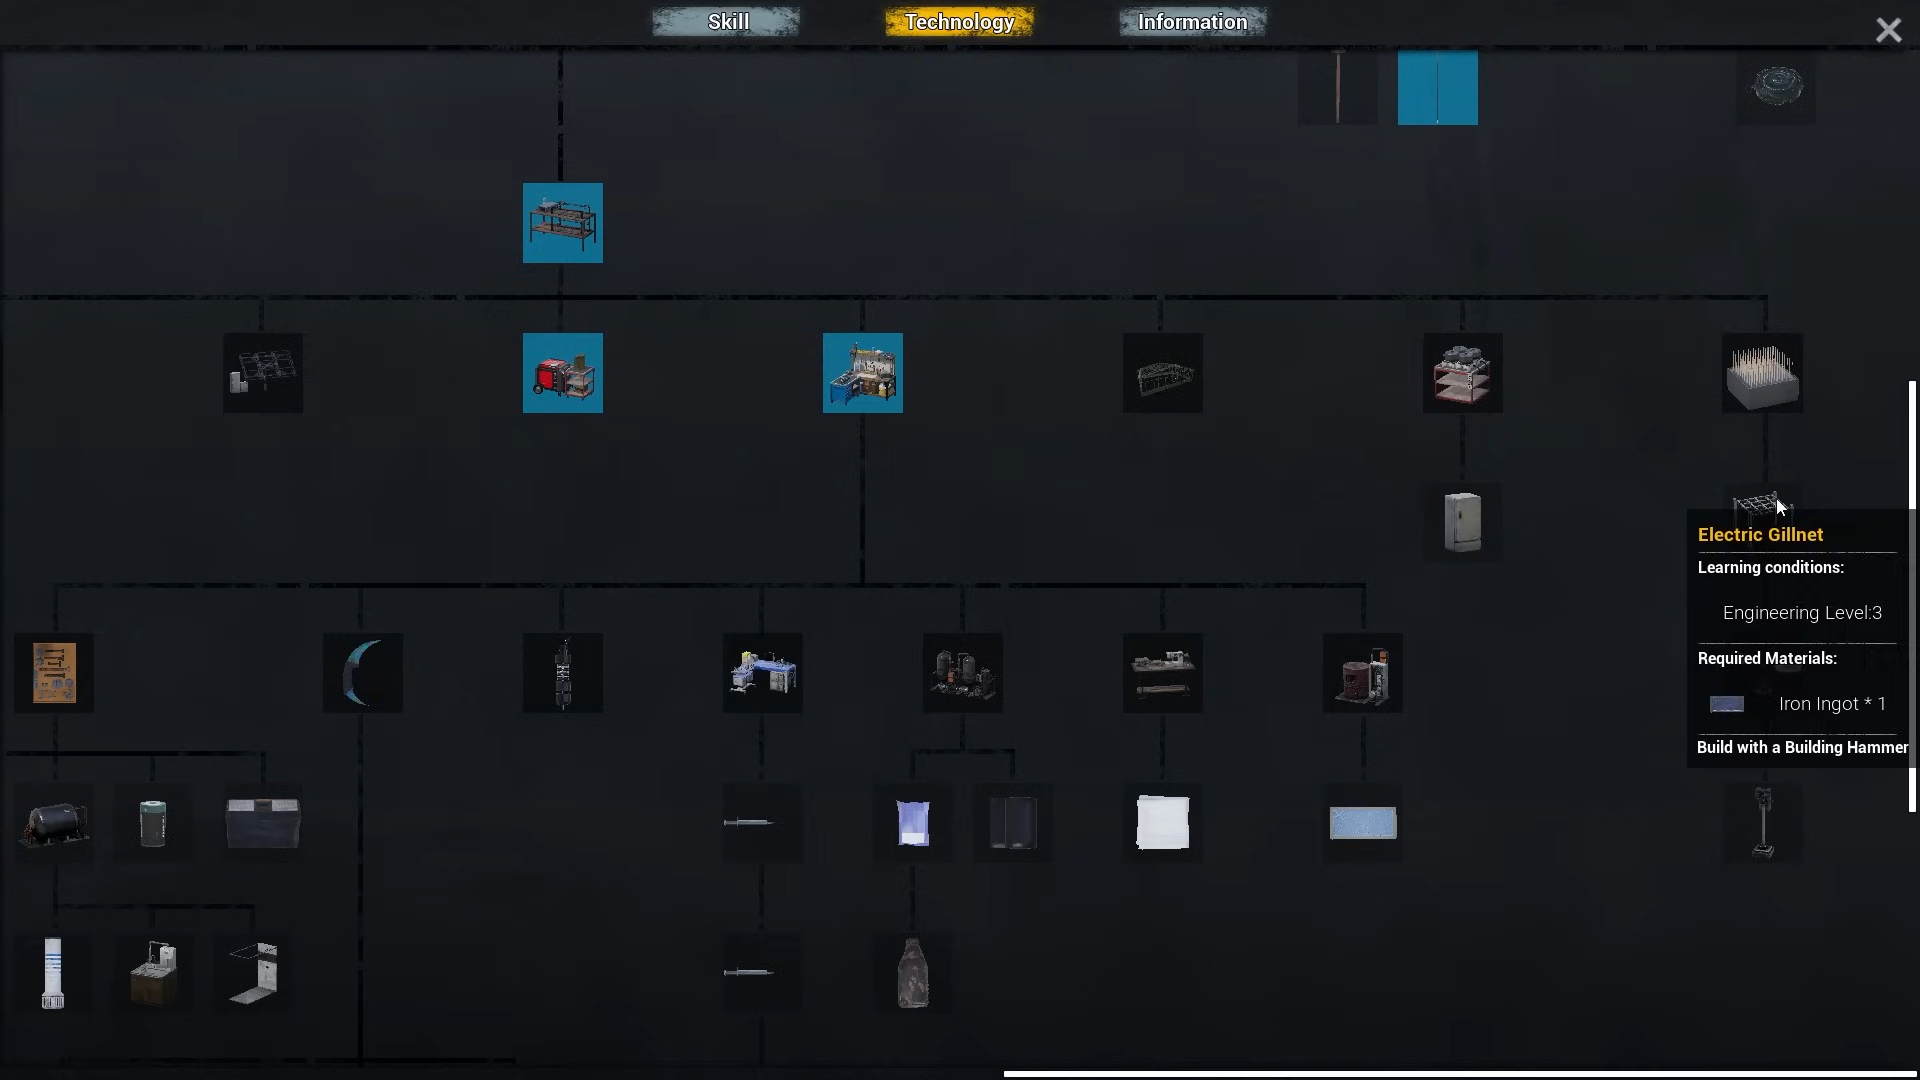 Skill
Technology
Information
Electric Gillnet
Learning conditions:
Engineering Level:3
Required Materials:
Iron Ingot * 1
Build with a Building Hammer